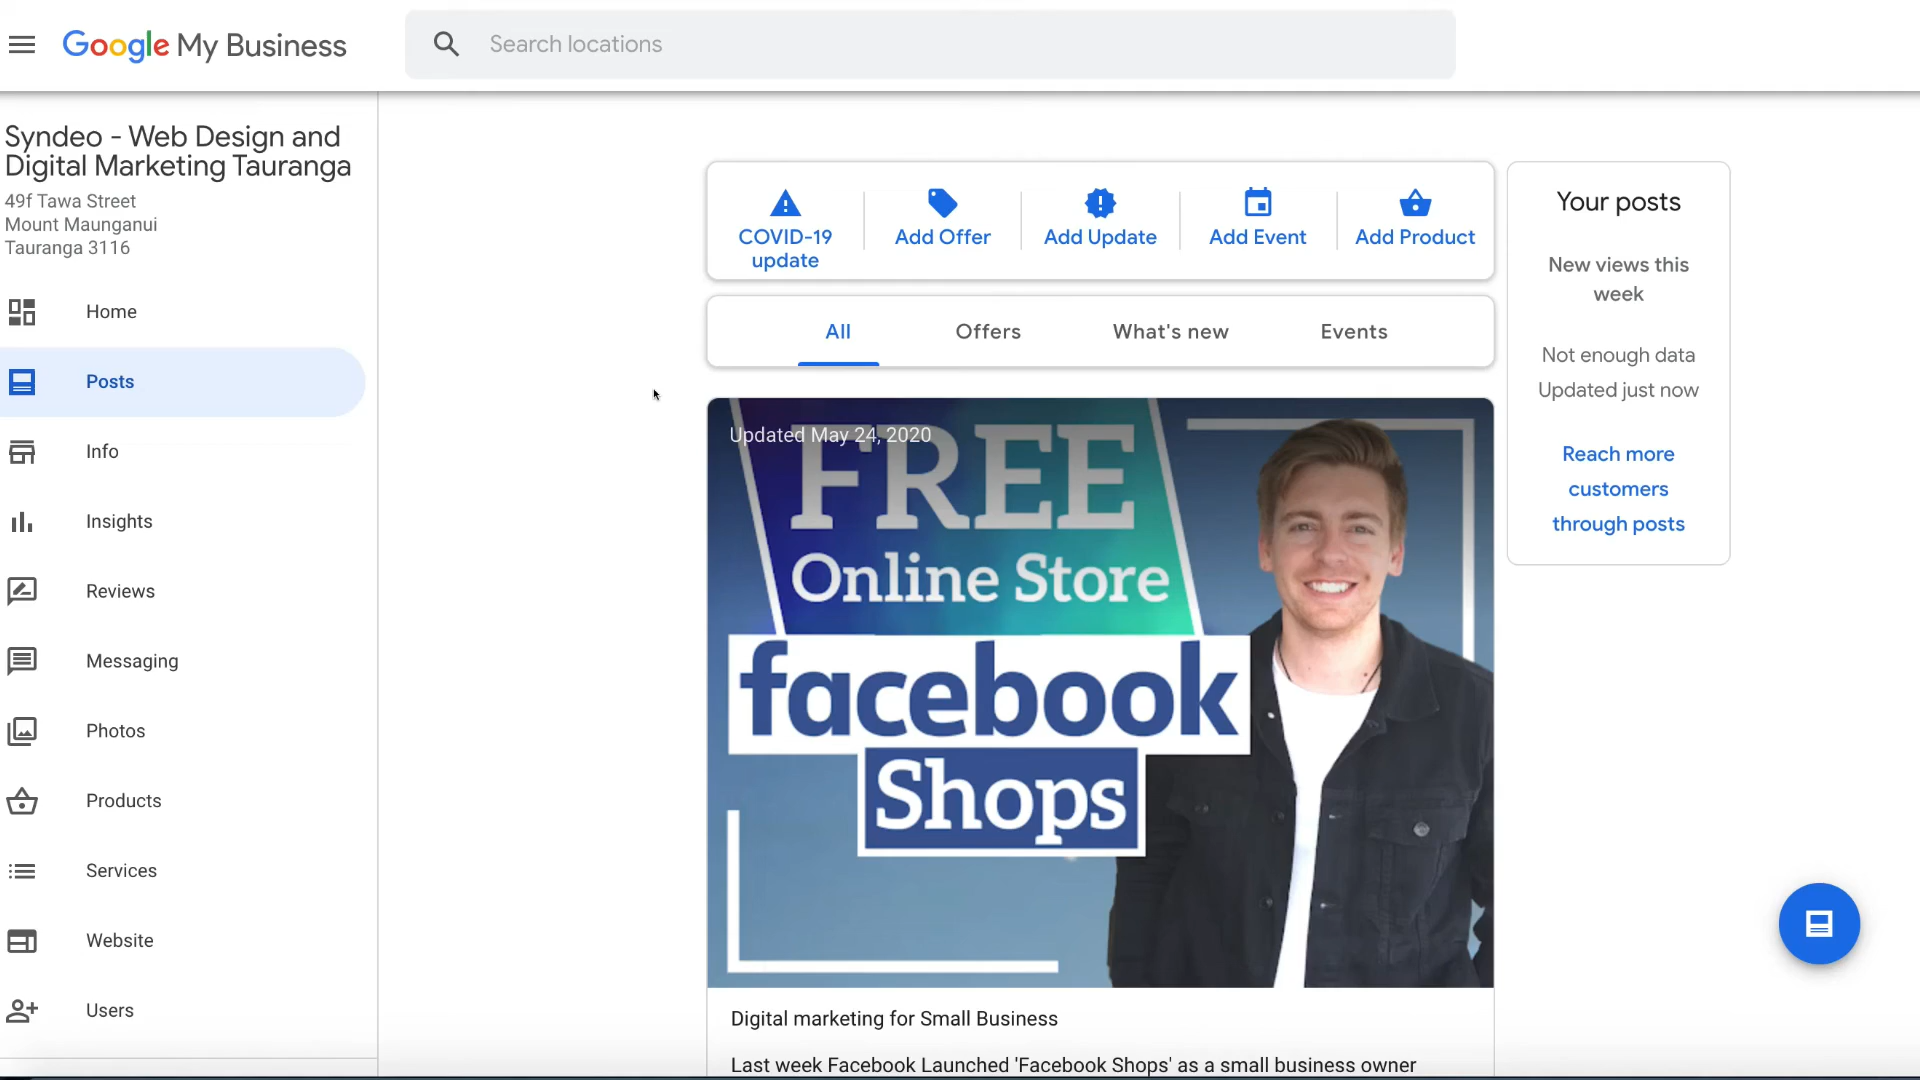 Google My Business
Search locations
Syndeo - Web Design and
Digital Marketing Tauranga
49f Tawa Street
Mount Maunganui
Tauranga 3116
Home
Posts
Info
Insights
Reviews
Messaging
Photos
Products
Services
Website
Users
COVID-19
update
Add Offer
Add Update
Add Event
Add Product
All
Offers
What's new
Events
Updated May 24, 2020
FREE
Online Store
facebook
Shops
Digital marketing for Small Business
Last week Facebook Launched 'Facebook Shops' as a small business owner
Your posts
New views this
week
Not enough data
Updated just now
Reach more
customers
through posts